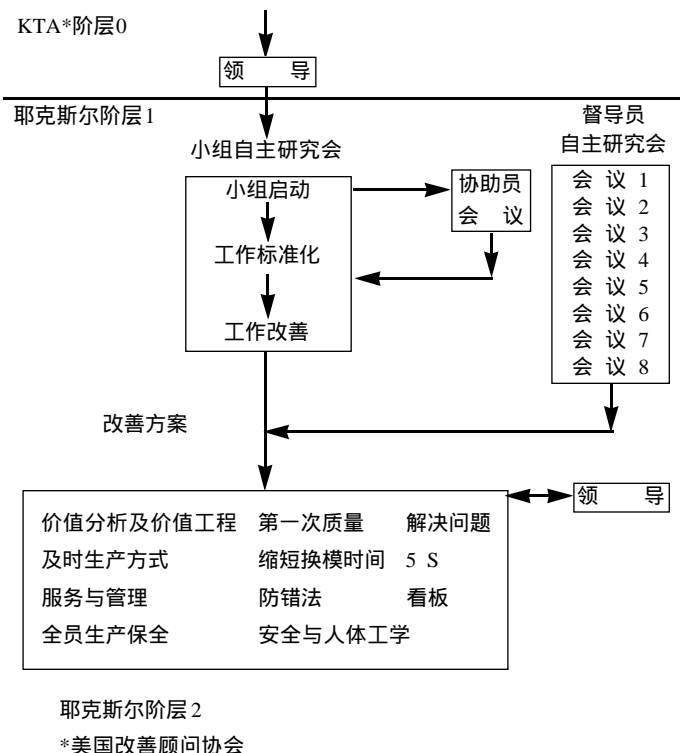 KTA*阶层0
领 导
耶克斯尔阶层1
督导员
自主研究会
小组自主研究会
小组启动
工作标准化
工作改善
协助员
会 议
会 议 1
会 议 2
会 议 3
会 议 4
会 议 5
会 议 6
会 议 7
会 议 8
改善方案
领 导
价值分析及价值工程 第一次质量 解决问题
及时生产方式 缩短换模时间 5 S
服务与管理 防错法 看板
全员生产保全 安全与人体工学
耶克斯尔阶层2
*美国改善顾问协会